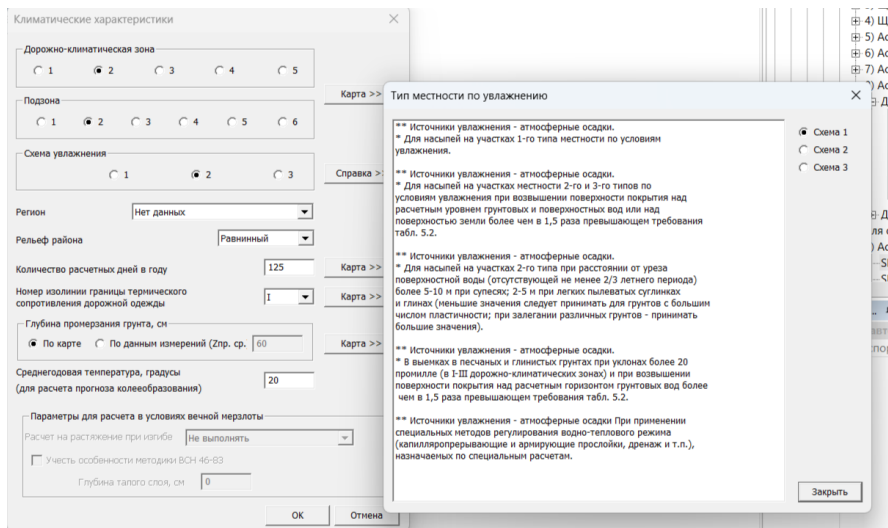 Климатические характеристики
Дорожно-климатическая зона
1 2 3 4 5
Карта >>
Подзона
1 2 3 4 5 6
Схема увлажнения
1 2 3
Справка >
Регион
Нет данных
Рельеф района
Равнинный
Количество расчетных дней в году
125
Карта >>
Номер изолинии границы термического
сопротивления дорожной одежды
I
Карта >>
Глубина промерзания грунта, см
По карте По данным измерений (Zпр. ср. 60
Карта >>
Среднегодовая температура, градусы
(для расчета прогноза колееобразования)
20
Параметры для расчета в условиях вечной мерзлоты
Расчет на растяжение при изгибе Не выполнять
Учесть особенности методики ВСН 46-83
Глубина талого слоя, см 0
ОК Отмена
Тип местности по увлажнению
** Источники увлажнения - атмосферные осадки.
* Для насыпей на участках 1-го типа местности по условиям
увлажнения.
** Источники увлажнения - атмосферные осадки.
* Для насыпей на участках местности 2-го и 3-го типов по
условиям увлажнения при возвышении поверхности покрытия над
расчетным уровнем грунтовых и поверхностных вод или над
поверхностью земли более чем в 1,5 раза превышающем требования
табл. 5.2.
** Источники увлажнения - атмосферные осадки.
* Для насыпей на участках 2-го типа при расстоянии от уреза
поверхностной воды (отсутствующей не менее 2/3 летнего периода)
более 5-10 м при супесях; 2-5 м при легких пылеватых суглинках
и глинах (меньшие значения следует принимать для грунтов с большим
числом пластичности; при залегании различных грунтов - принимать
большие значения).
** Источники увлажнения - атмосферные осадки.
* В выемках в песчаных и глинистых грунтах при уклонах более 20
промилле (в I-III дорожно-климатических зонах) и при возвышении
поверхности покрытия над расчетным горизонтом грунтовых вод более
чем в 1,5 раза превышающем требования табл. 5.2.
** Источники увлажнения - атмосферные осадки При применении
специальных методов регулирования водно-теплового режима
(капилляропрерывающие и армирующие прослойки, дренаж и т.п.),
назначаемых по специальным расчетам.
Схема 1
Схема 2
Схема 3
Закрыть
4) Щ
5) Ас
6) Ас
7) Ас